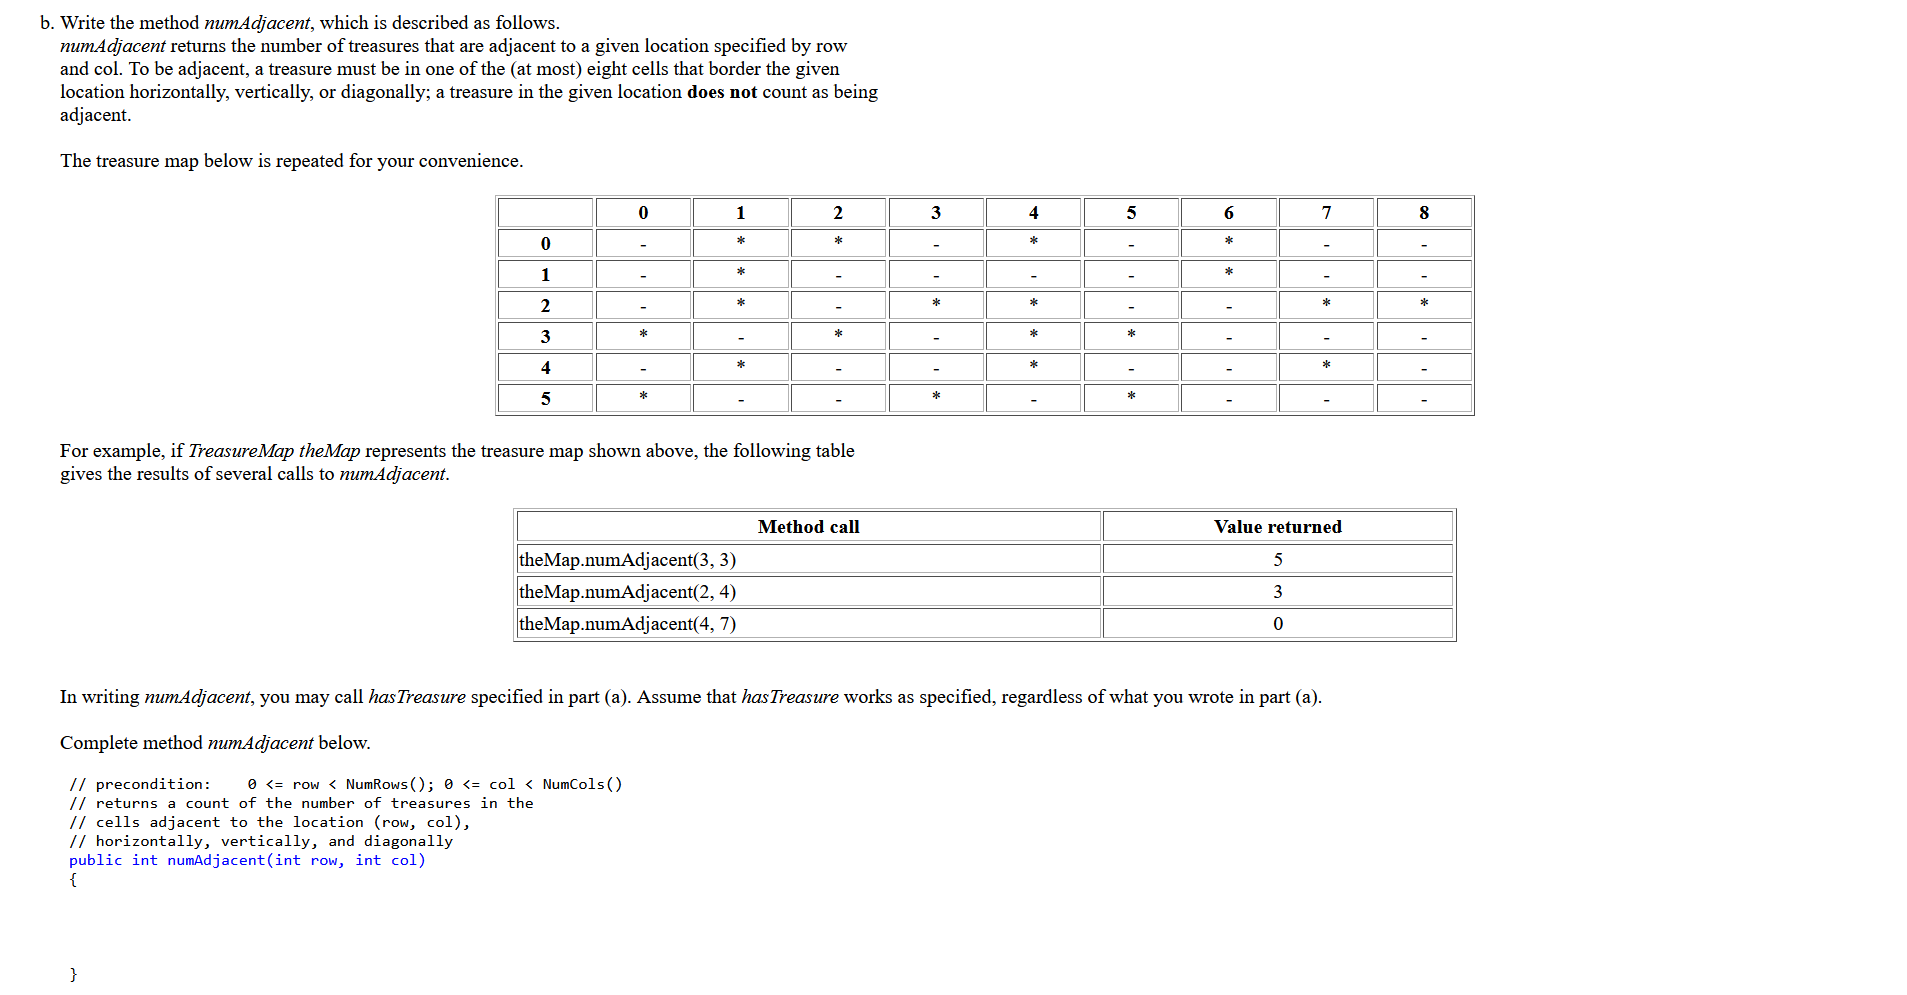 b. Write the method numAdjacent, which is described as follows.
numAdjacent returns the number of treasures that are adjacent to a given location specified by row
and col. To be adjacent, a treasure must be in one of the (at most) eight cells that border the given
location horizontally, vertically, or diagonally; a treasure in the given location does not count as being
adjacent.
The treasure map below is repeated for your convenience.
0 1 2 3 4 5 6 7 8
0 - * * - * - * - -
1 - * - - - - * - -
2 - * - * * - - * *
3 * - * - * * - - -
4 - * - - * - - * -
5 * - - * - * - - -
For example, if TreasureMap theMap represents the treasure map shown above, the following table
gives the results of several calls to numAdjacent.
Method call Value returned
theMap.numAdjacent(3, 3) 5
theMap.numAdjacent(2, 4) 3
theMap.numAdjacent(4, 7) 0
In writing numAdjacent, you may call hasTreasure specified in part (a). Assume that hasTreasure works as specified, regardless of what you wrote in part (a).
Complete method numAdjacent below.
// precondition:    0 <= row < NumRows(); 0 <= col < NumCols()
// returns a count of the number of treasures in the
// cells adjacent to the location (row, col),
// horizontally, vertically, and diagonally
public int numAdjacent(int row, int col)
{
}